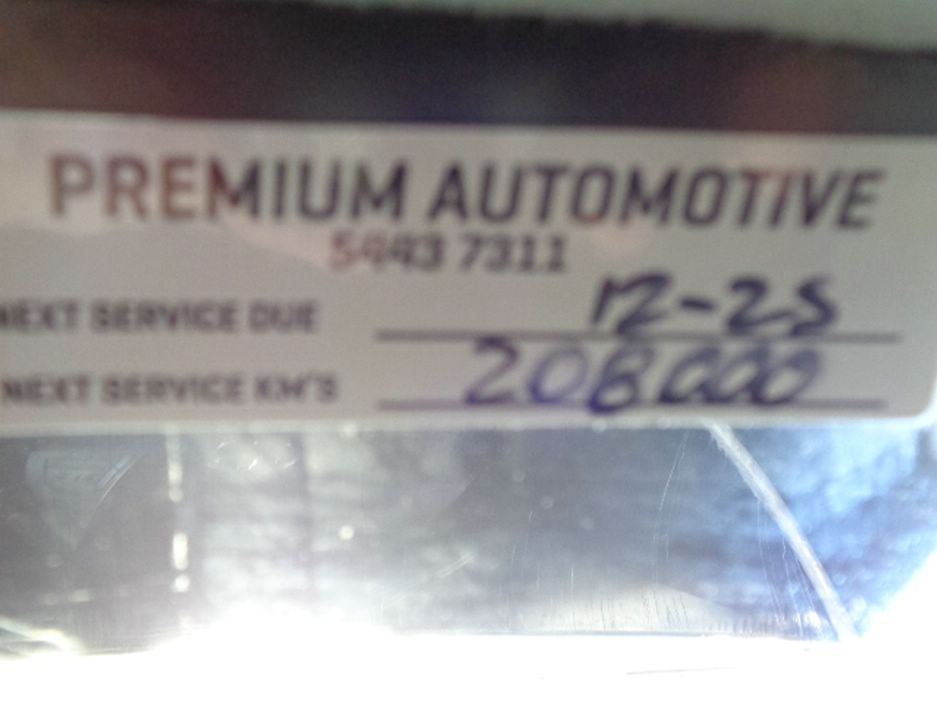 PREMIUM AUTOMOTIVE
5443 7311
NEXT SERVICE DUE 12-25
NEXT SERVICE KM'S 208000